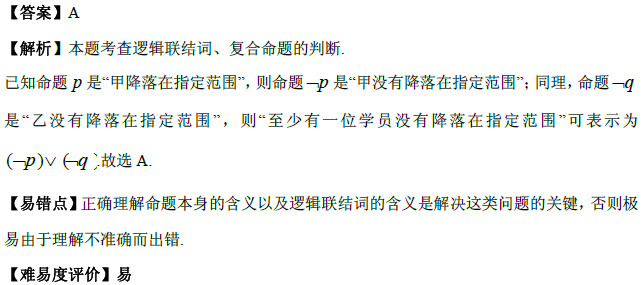 【答案】A
【解析】本题考查逻辑联结词、复合命题的判断.
已知命题 p 是“甲降落在指定范围”,则命题¬p 是“甲没有降落在指定范围”;同理,命题¬q
是“乙没有降落在指定范围”,则“至少有一位学员没有降落在指定范围”可表示为
(¬p)∨(¬q).故选 A.
【易错点】正确理解命题本身的含义以及逻辑联结词的含义是解决这类问题的关键,否则极
易由于理解不准确而出错.
【难易度评价】易